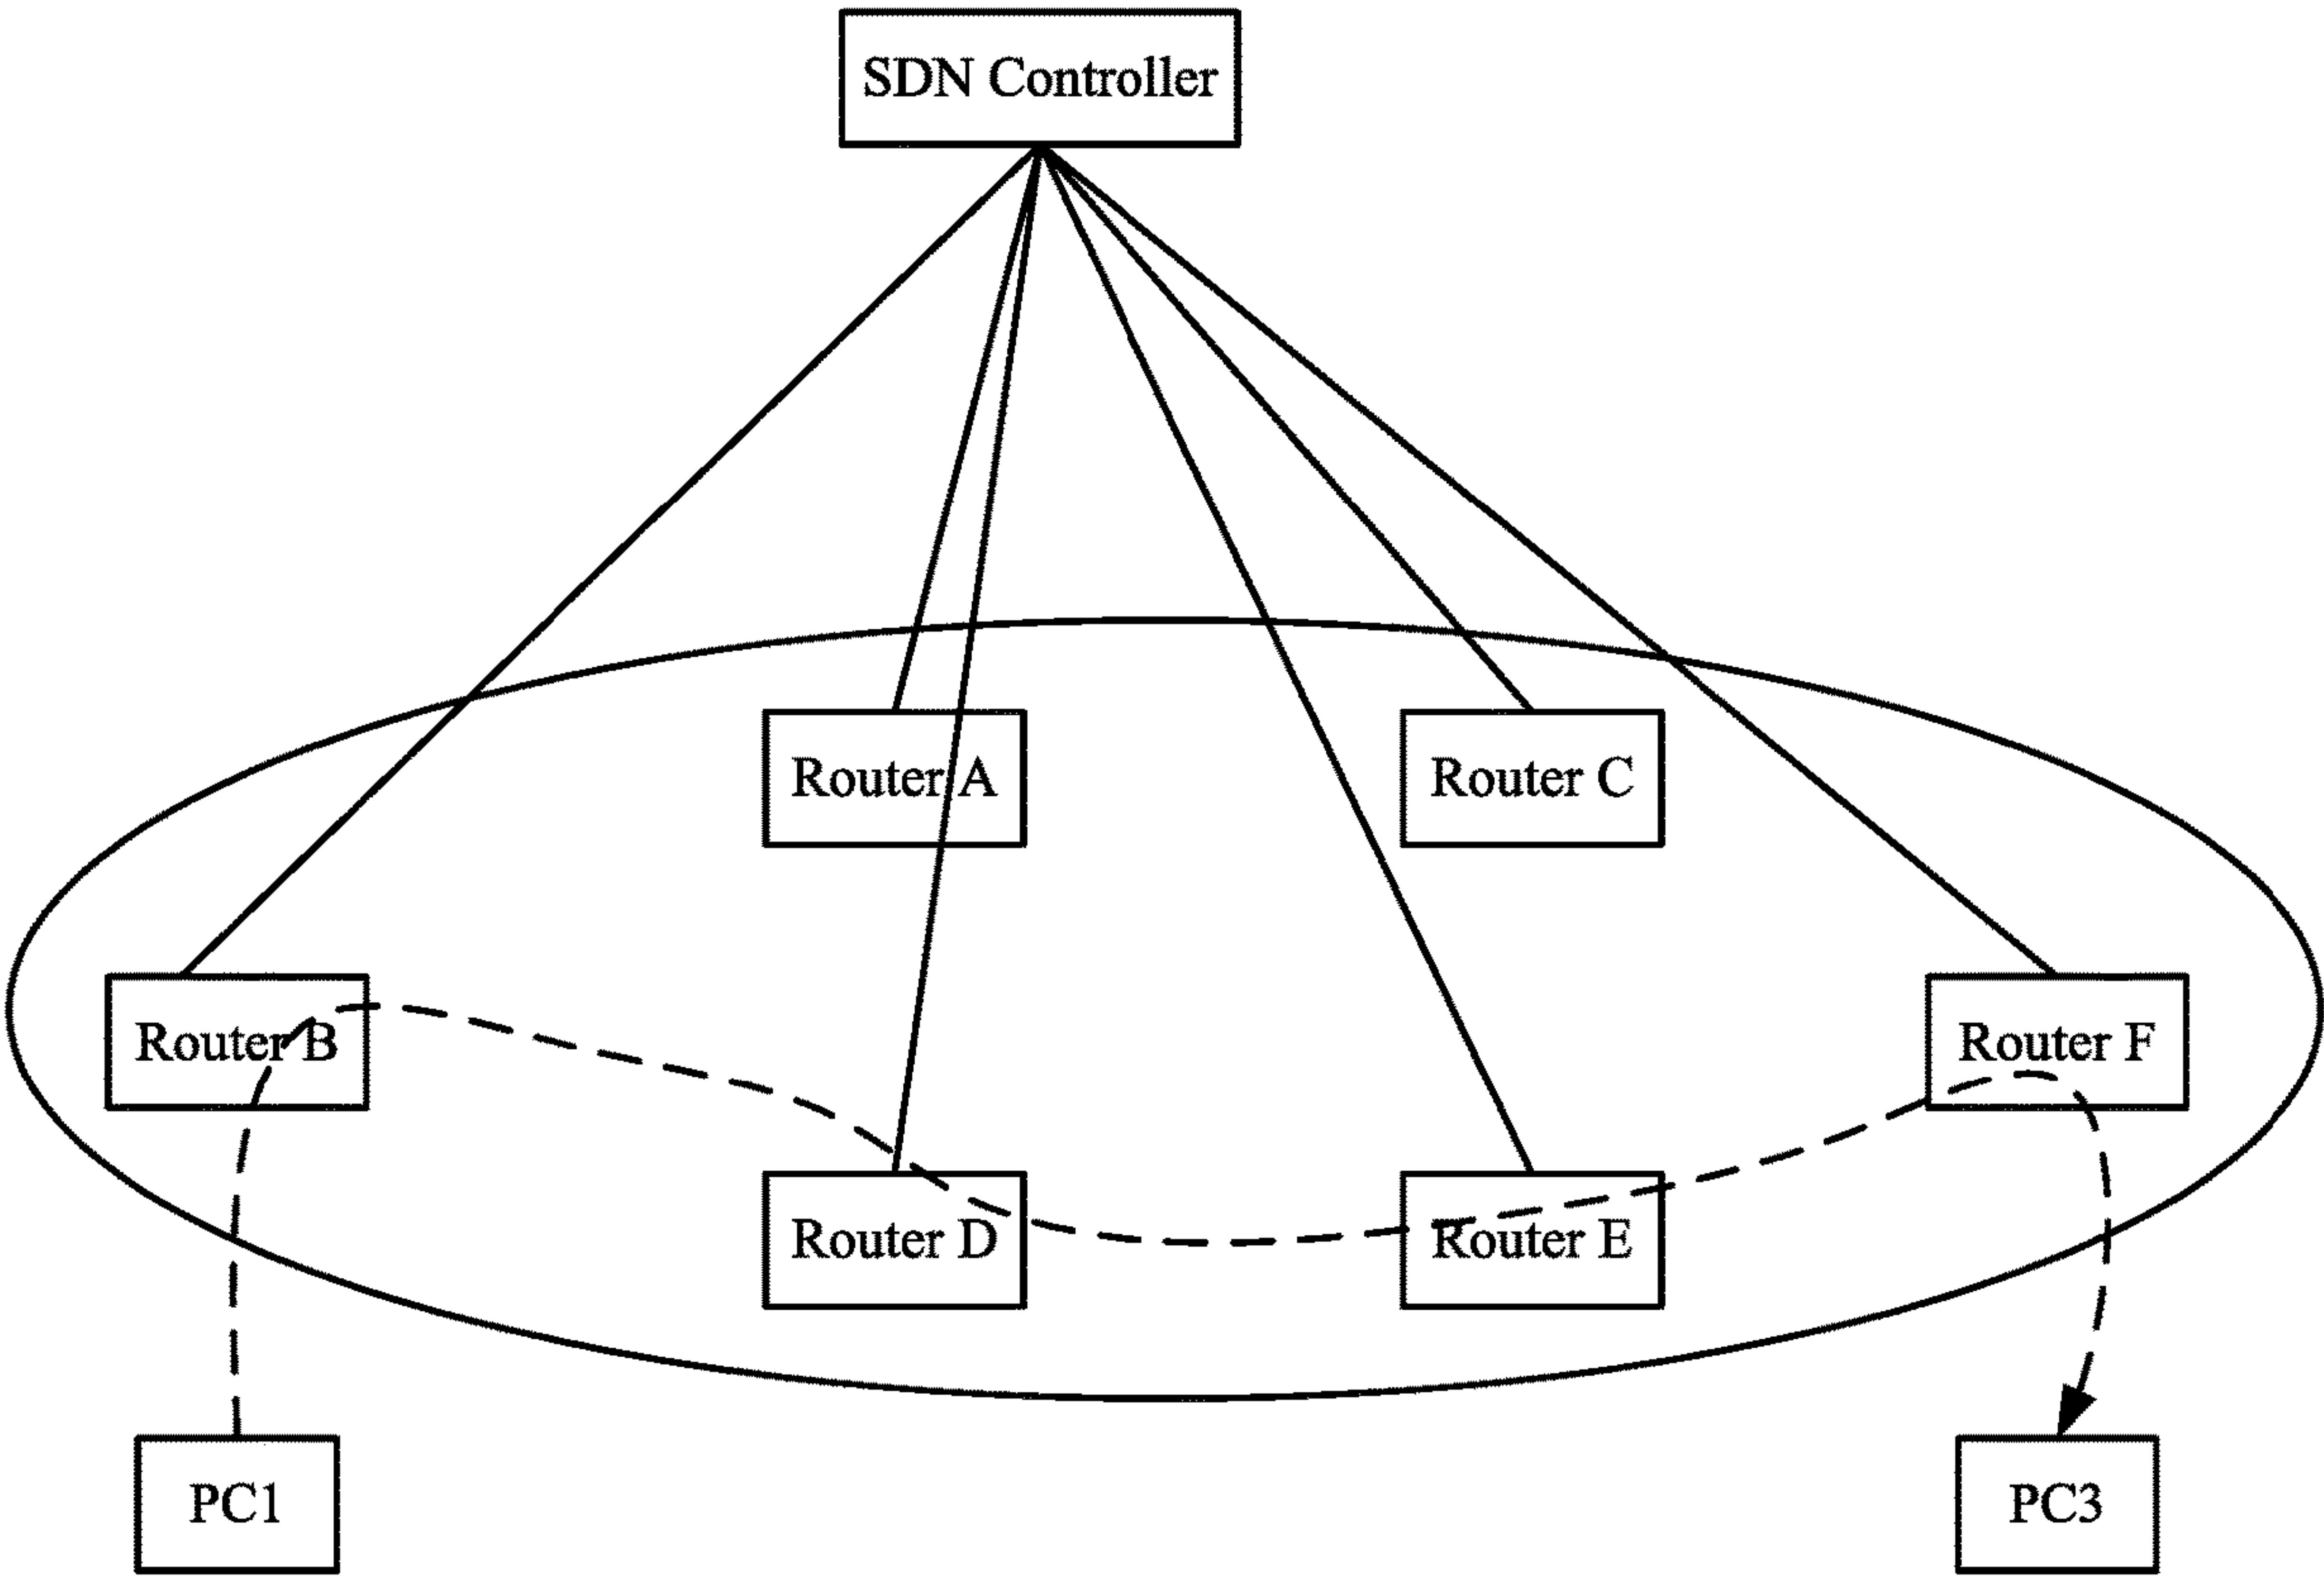 SDN Controller
Router A
Router C
Router B
Router F
Router D
Router E
PC1
PC3